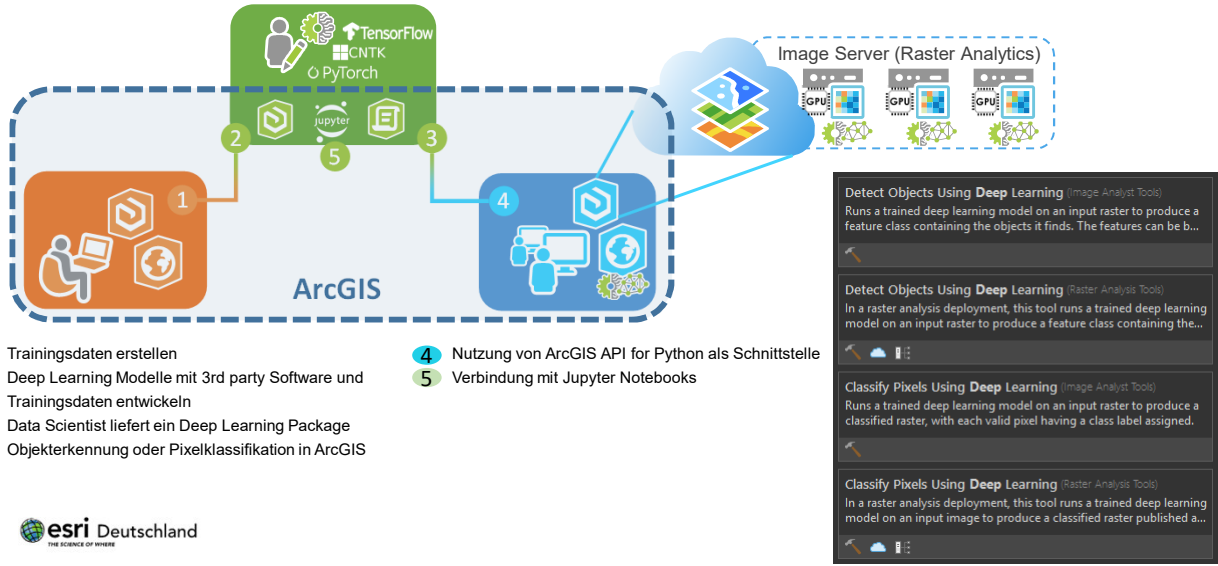 TensorFlow
CNTK
PyTorch
jupyter
2
5
3
1
4
ArcGIS
Image Server (Raster Analytics)
GPU
GPU
GPU
Trainingsdaten erstellen
Deep Learning Modelle mit 3rd party Software und
Trainingsdaten entwickeln
Data Scientist liefert ein Deep Learning Package
Objekterkennung oder Pixelklassifikation in ArcGIS
4 Nutzung von ArcGIS API for Python als Schnittstelle
5 Verbindung mit Jupyter Notebooks
Detect Objects Using Deep Learning (Image Analyst Tools)
Runs a trained deep learning model on an input raster to produce a
feature class containing the objects it finds. The features can be b...
Detect Objects Using Deep Learning (Raster Analysis Tools)
In a raster analysis deployment, this tool runs a trained deep learning
model on an input raster to produce a feature class containing the...
Classify Pixels Using Deep Learning (Image Analyst Tools)
Runs a trained deep learning model on an input raster to produce a
classified raster, with each valid pixel having a class label assigned.
Classify Pixels Using Deep Learning (Raster Analysis Tools)
In a raster analysis deployment, this tool runs a trained deep learning
model on an input image to produce a classified raster published a...
esri Deutschland
THE SCIENCE OF WHERE